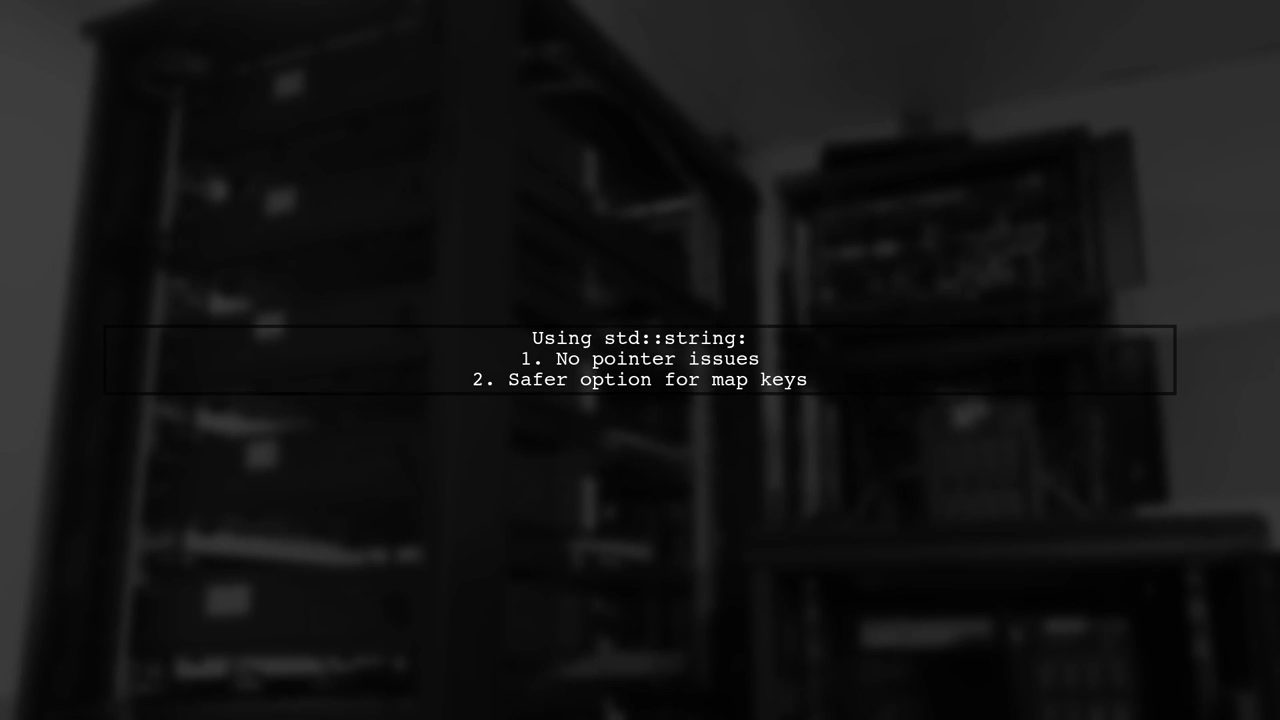 Using std::string:
1. No pointer issues
2. Safer option for map keys